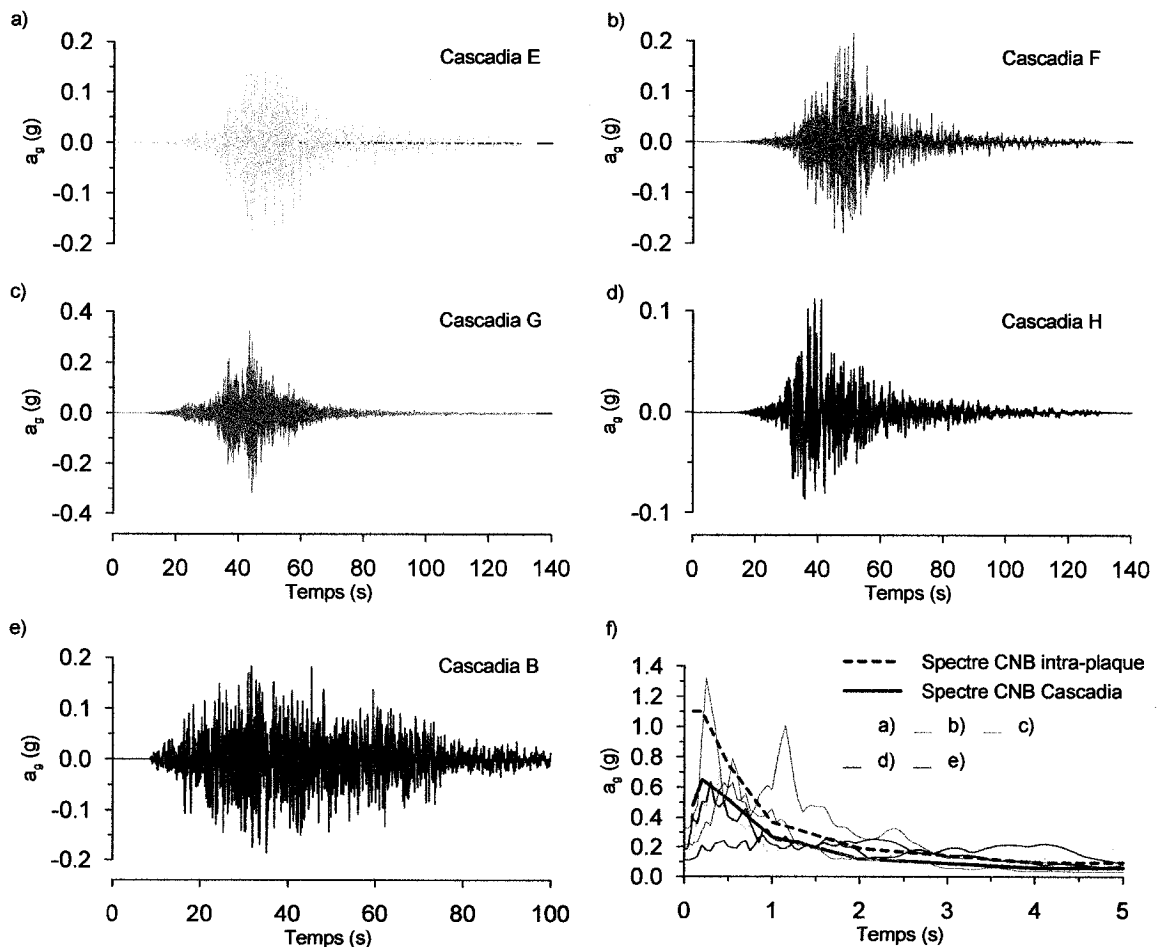 a)
Cascadia E
0.2
0.1
0.0
-0.1
-0.2
a_g (g)
b)
Cascadia F
0.2
0.1
0.0
-0.1
-0.2
a_g (g)
c)
Cascadia G
0.4
0.2
0.0
-0.2
-0.4
a_g (g)
0 20 40 60 80 100 120 140
Temps (s)
d)
Cascadia H
0.1
0.0
-0.1
a_g (g)
0 20 40 60 80 100 120 140
Temps (s)
e)
Cascadia B
0.2
0.1
0.0
-0.1
-0.2
a_g (g)
0 20 40 60 80 100
Temps (s)
f)
Spectre CNB intra-plaque
Spectre CNB Cascadia
a) b) c)
d) e)
1.4
1.2
1.0
0.8
0.6
0.4
0.2
0.0
a_g (g)
0 1 2 3 4 5
Temps (s)